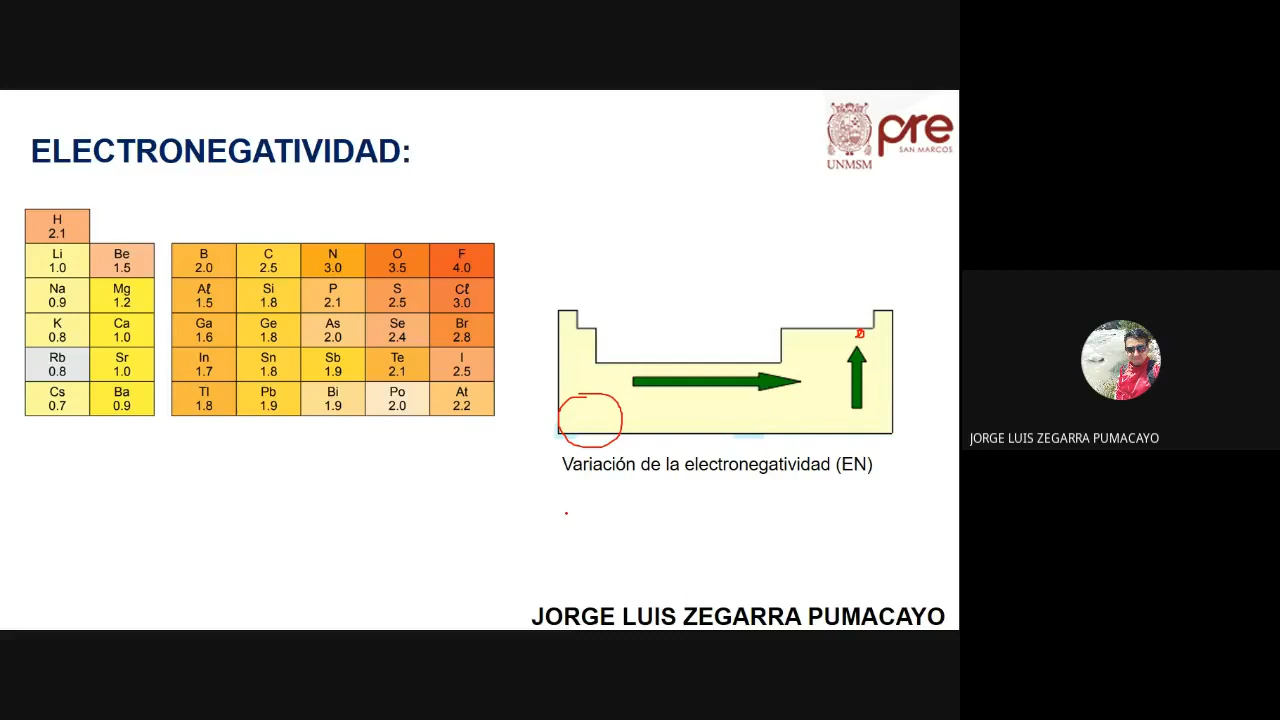 ELECTRONEGATIVIDAD:
UNMSM
pre
SAN MARCOS
H
2.1
Li Be B C N O F
1.0 1.5 2.0 2.5 3.0 3.5 4.0
Na Mg Aℓ Si P S Cℓ
0.9 1.2 1.5 1.8 2.1 2.5 3.0
K Ca Ga Ge As Se Br
0.8 1.0 1.6 1.8 2.0 2.4 2.8
Rb Sr In Sn Sb Te I
0.8 1.0 1.7 1.8 1.9 2.1 2.5
Cs Ba Tl Pb Bi Po At
0.7 0.9 1.8 1.9 1.9 2.0 2.2
Variación de la electronegatividad (EN)
JORGE LUIS ZEGARRA PUMACAYO
JORGE LUIS ZEGARRA PUMACAYO